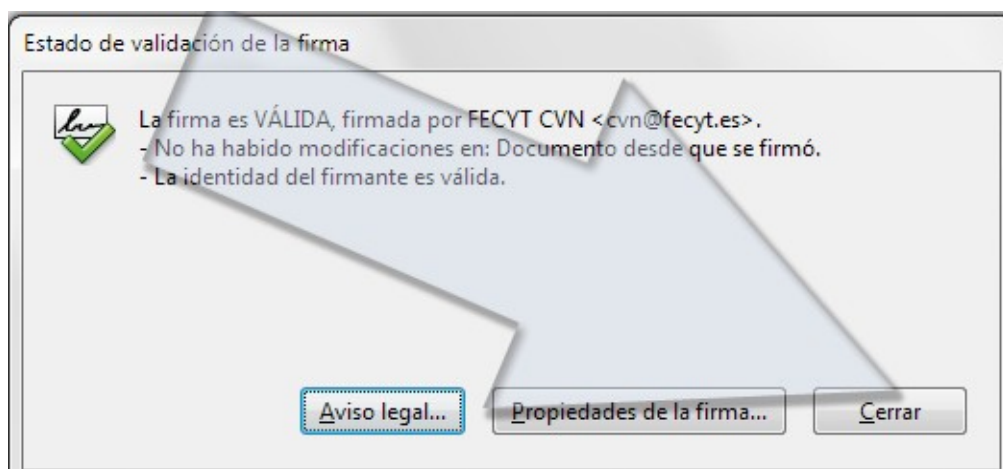 Estado de validación de la firma
La firma es VÁLIDA, firmada por FECYT CVN <cvn@fecyt.es>.
- No ha habido modificaciones en: Documento desde que se firmó.
- La identidad del firmante es válida.
Aviso legal... Propiedades de la firma... Cerrar